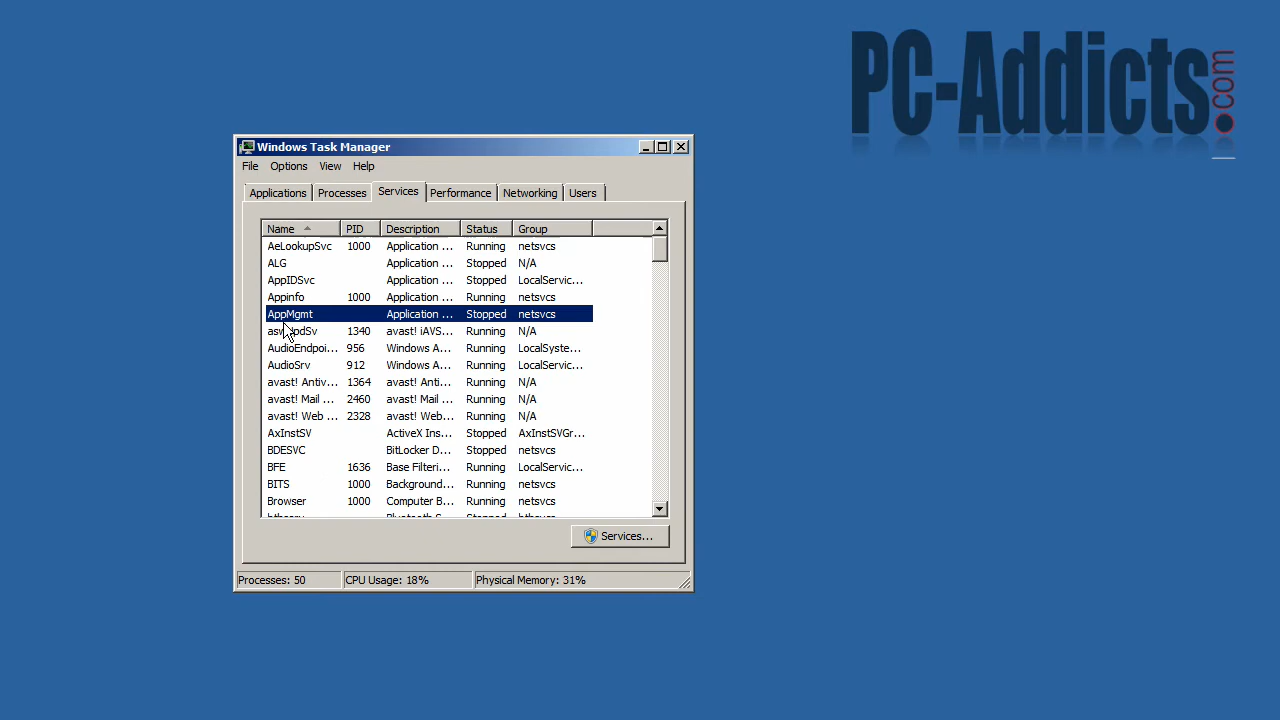 PC-Addicts.com
Windows Task Manager
File Options View Help
Applications Processes Services Performance Networking Users
Name PID Description Status Group
AeLookupSvc 1000 Application ... Running netsvcs
ALG Application ... Stopped N/A
AppIDSvc Application ... Stopped LocalServic...
Appinfo 1000 Application ... Running netsvcs
AppMgmt Application ... Stopped netsvcs
1340 avast! iAVS... Running N/A
AudioEndpoi... 956 Windows A... Running LocalSyste...
AudioSrv 912 Windows A... Running LocalServic...
avast! Antiv... 1364 avast! Anti... Running N/A
avast! Mail ... 2460 avast! Mail ... Running N/A
avast! Web ... 2328 avast! Web... Running N/A
AxInstSV ActiveX Ins... Stopped AxInstSVGr...
BDESVC BitLocker D... Stopped netsvcs
BFE 1636 Base Filteri... Running LocalServic...
BITS 1000 Background... Running netsvcs
Browser 1000 Computer B... Running netsvcs
Services...
Processes: 50 CPU Usage: 18% Physical Memory: 31%